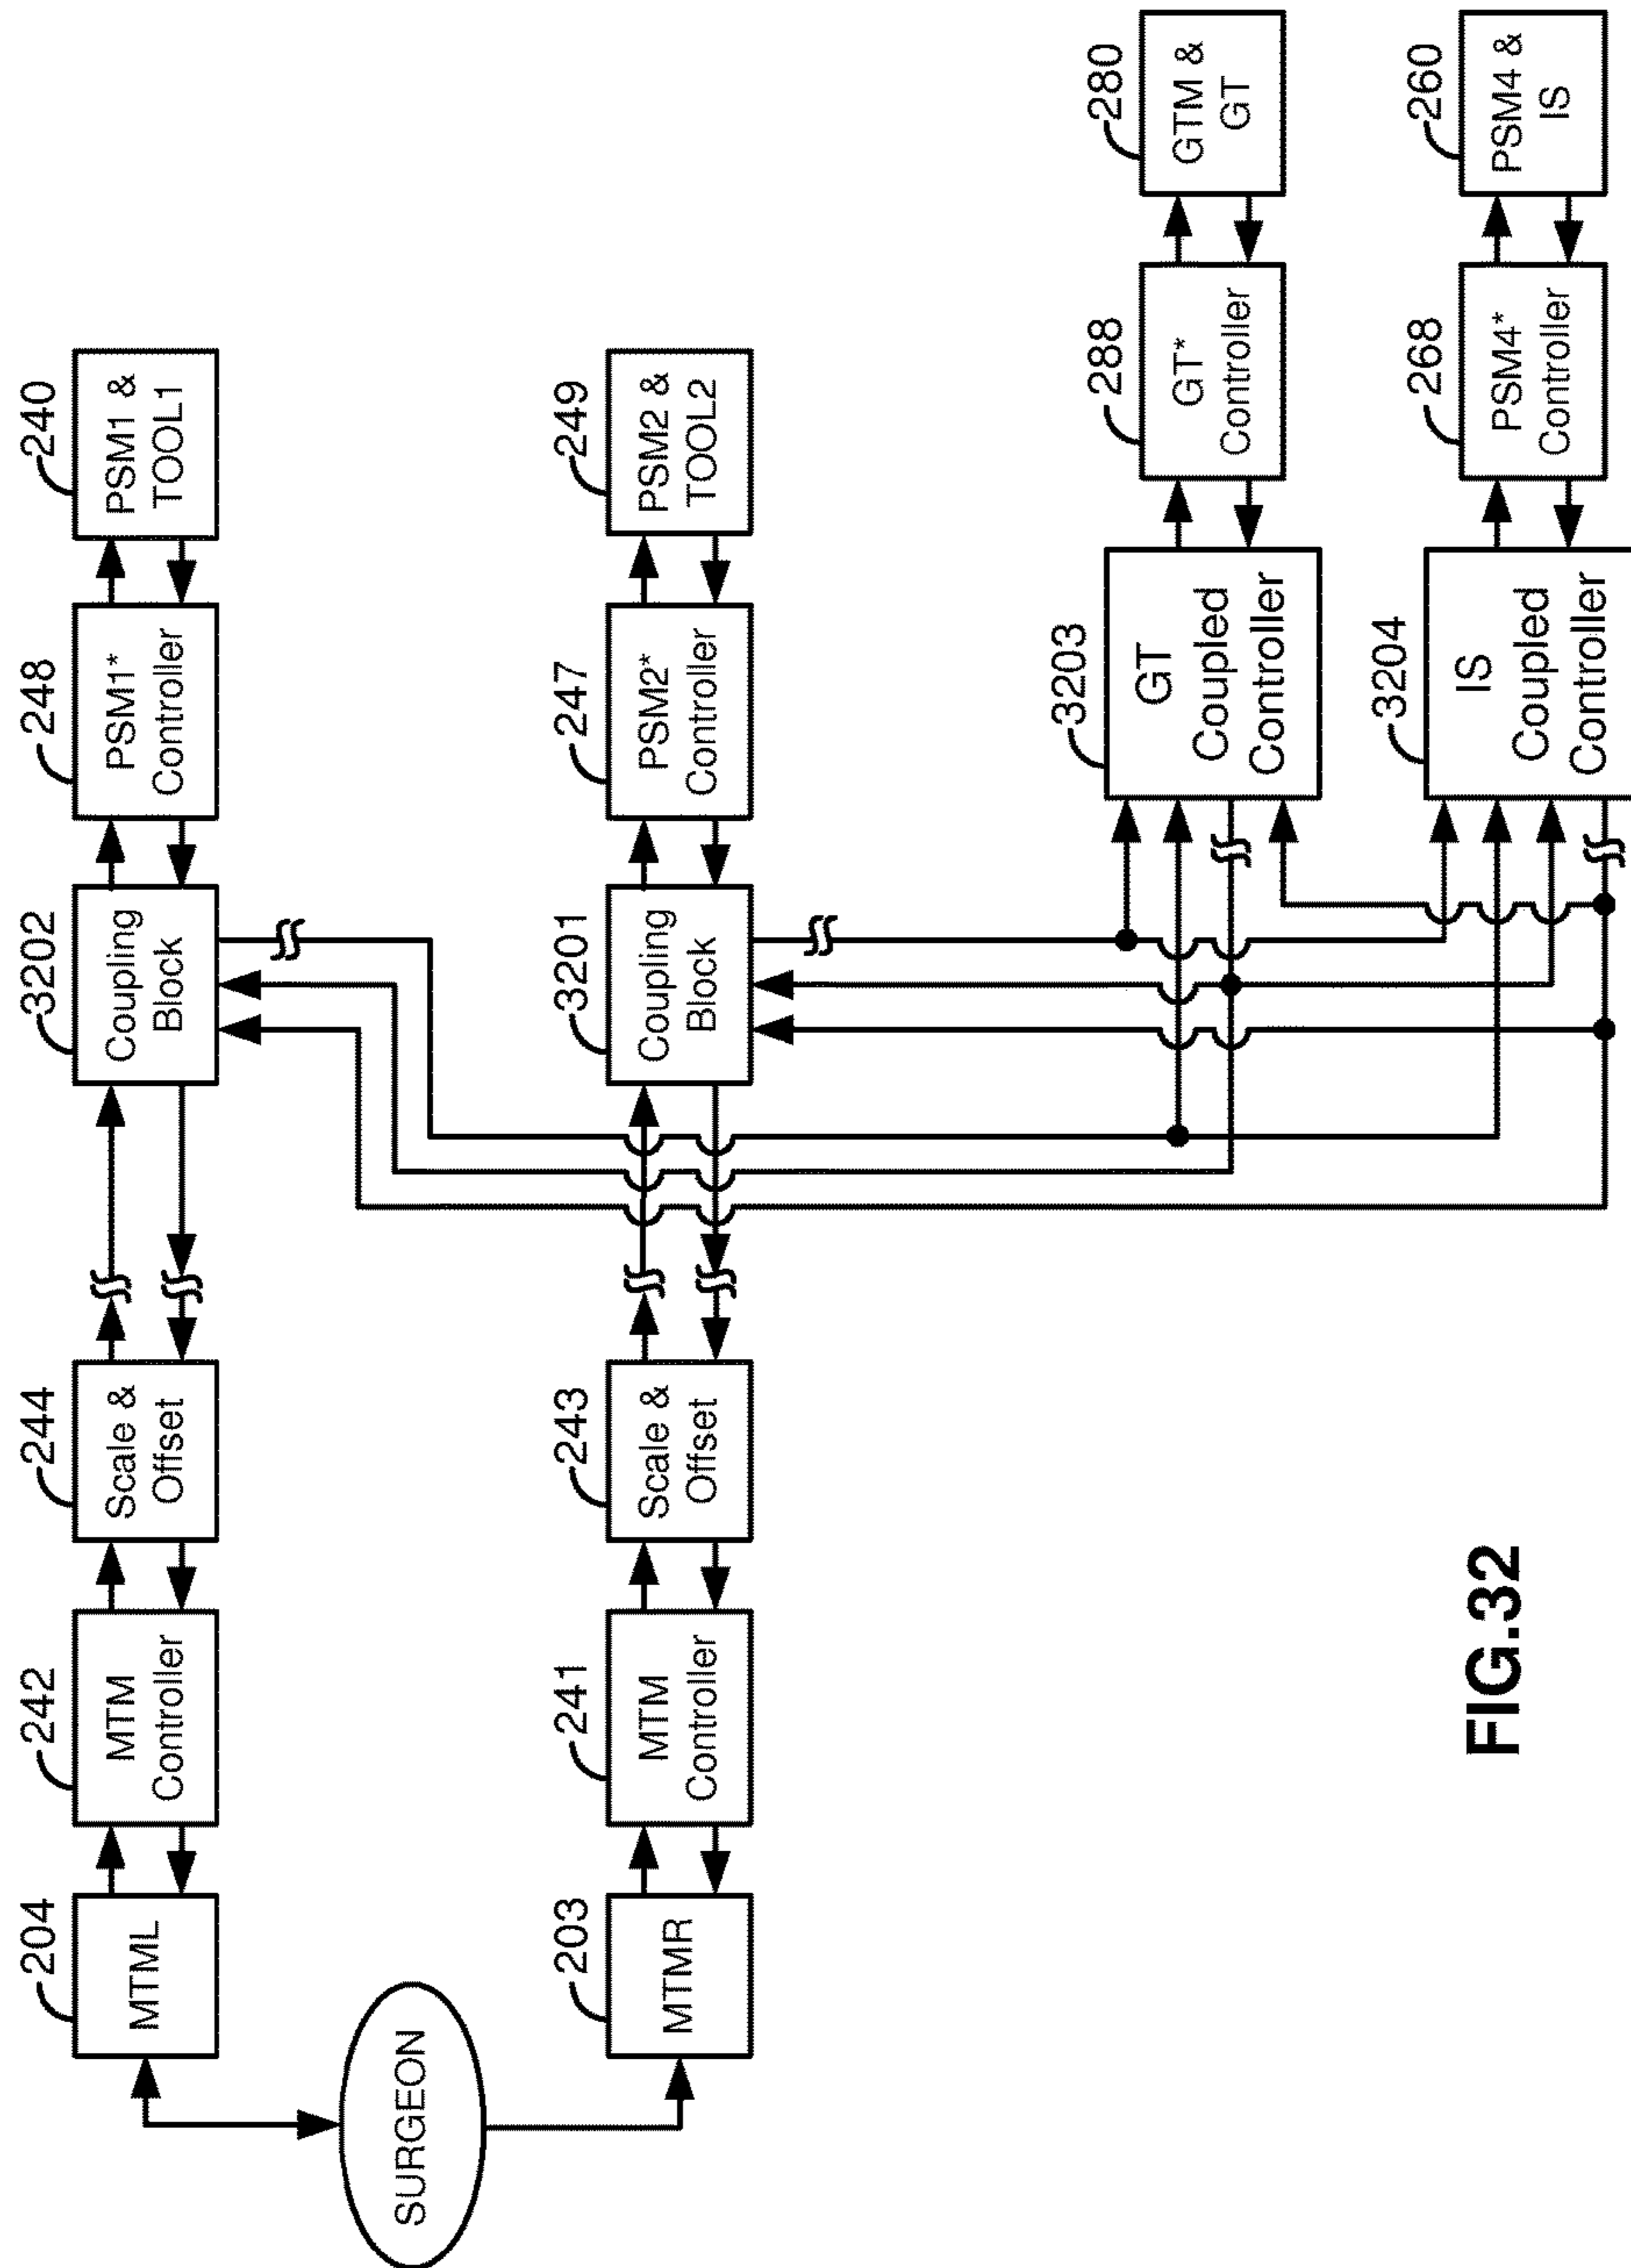 204
MTML
242
MTM
Controller
244
Scale &
Offset
3202
Coupling
Block
248
PSM1*
Controller
240
PSM1 &
TOOL1
SURGEON
203
MTMR
241
MTM
Controller
243
Scale &
Offset
3201
Coupling
Block
247
PSM2*
Controller
249
PSM2 &
TOOL2
3203
GT
Coupled
Controller
288
GT*
Controller
280
GTM &
GT
3204
IS
Coupled
Controller
268
PSM4*
Controller
260
PSM4 &
IS
FIG.32